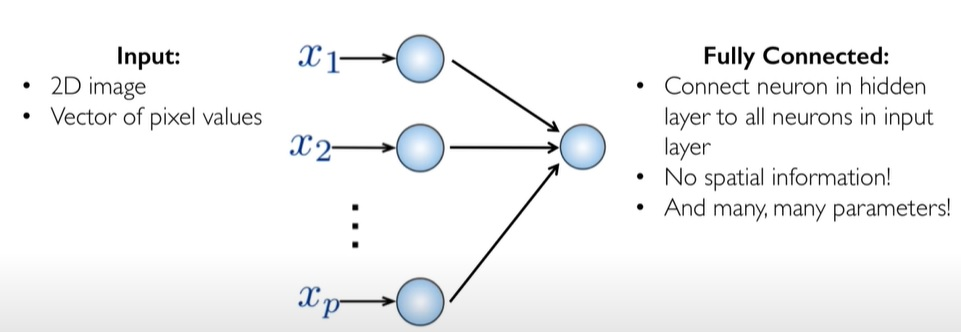 Input:
• 2D image
• Vector of pixel values
x1
x2
⋮
xp
Fully Connected:
• Connect neuron in hidden
layer to all neurons in input
layer
• No spatial information!
• And many, many parameters!